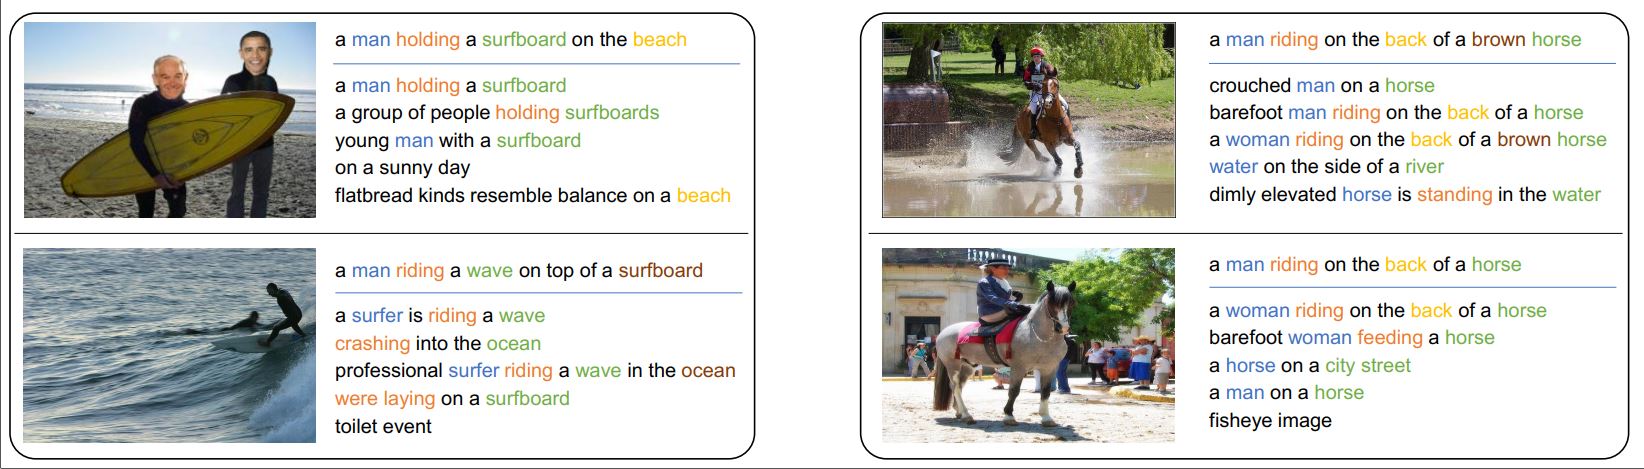 a man holding a surfboard on the beach
a man holding a surfboard
a group of people holding surfboards
young man with a surfboard
on a sunny day
flatbread kinds resemble balance on a beach
a man riding a wave on top of a surfboard
a surfer is riding a wave
crashing into the ocean
professional surfer riding a wave in the ocean
were laying on a surfboard
toilet event
a man riding on the back of a brown horse
crouched man on a horse
barefoot man riding on the back of a horse
a woman riding on the back of a brown horse
water on the side of a river
dimly elevated horse is standing in the water
a man riding on the back of a horse
a woman riding on the back of a horse
barefoot woman feeding a horse
a horse on a city street
a man on a horse
fisheye image